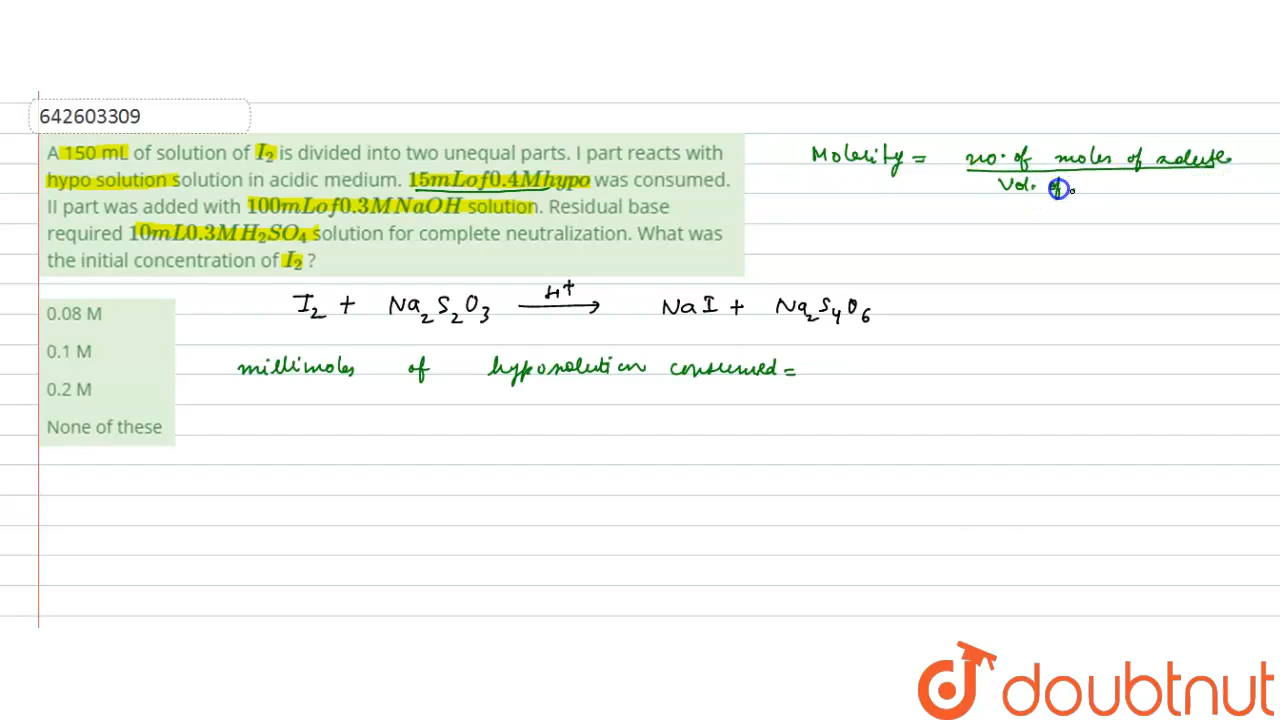 642603309
A 150 mL of solution of I₂ is divided into two unequal parts. I part reacts with
hypo solution solution in acidic medium. 15mLof0.4Mhypo was consumed.
II part was added with 100mLof0.3MNaOH solution. Residual base
required 10mL0.3MH₂SO₄ solution for complete neutralization. What was
the initial concentration of I₂ ?
Molarity = no. of moles of solute
Vol. of
0.08 M
0.1 M
0.2 M
None of these
I₂ + Na₂S₂O₃ H⁺ → NaI + Na₂S₄O₆
millimoles of hyposolution consumed =
doubtnut